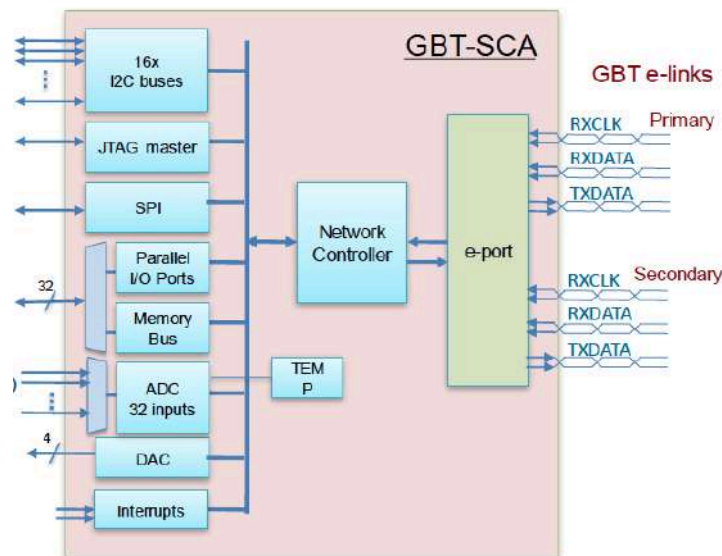 GBT-SCA
GBT e-links
16x
I2C buses
JTAG master
SPI
Parallel
I/O Ports
32
Memory
Bus
ADC
32 inputs
TEM
P
4
DAC
Interrupts
Network
Controller
e-port
RXCLK
Primary
RXDATA
TXDATA
RXCLK
Secondary
RXDATA
TXDATA
)